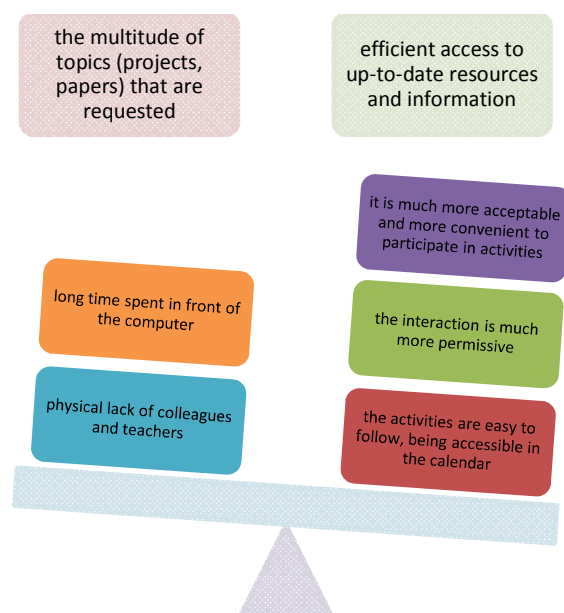 the multitude of
topics (projects,
papers) that are
requested
efficient access to
up-to-date resources
and information
long time spent in front of
the computer
physical lack of colleagues
and teachers
it is much more acceptable
and more convenient to
participate in activities
the interaction is much
more permissive
the activities are easy to
follow, being accessible in
the calendar